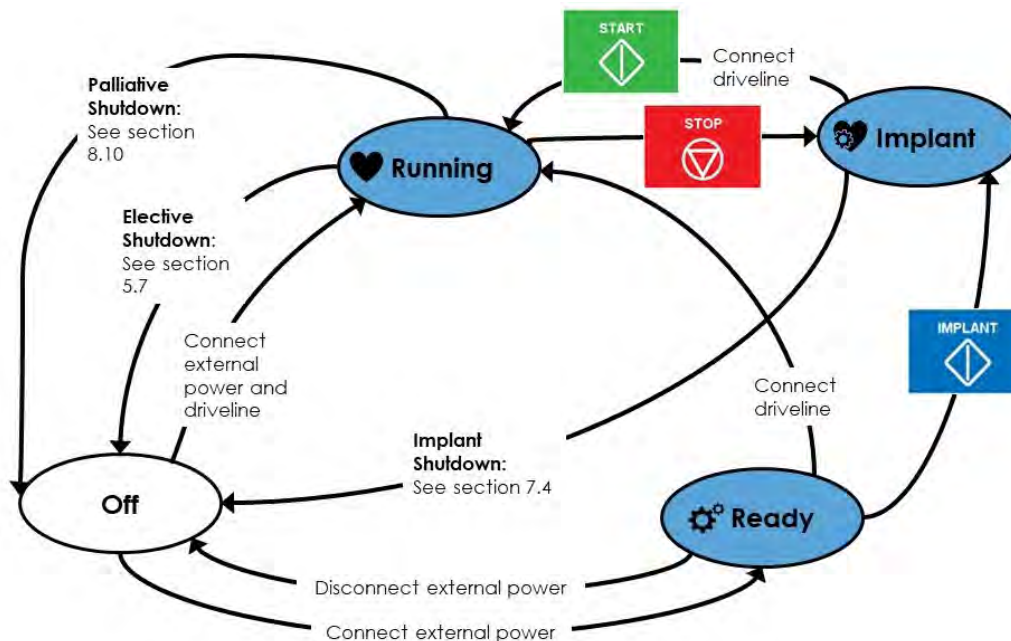 START
Connect
driveline
Palliative
Shutdown:
See section
8.10
STOP
Implant
Running
Elective
Shutdown:
See section
5.7
IMPLANT
Connect
external
power and
driveline
Connect
driveline
Implant
Shutdown:
See section 7.4
Off
Ready
Disconnect external power
Connect external power